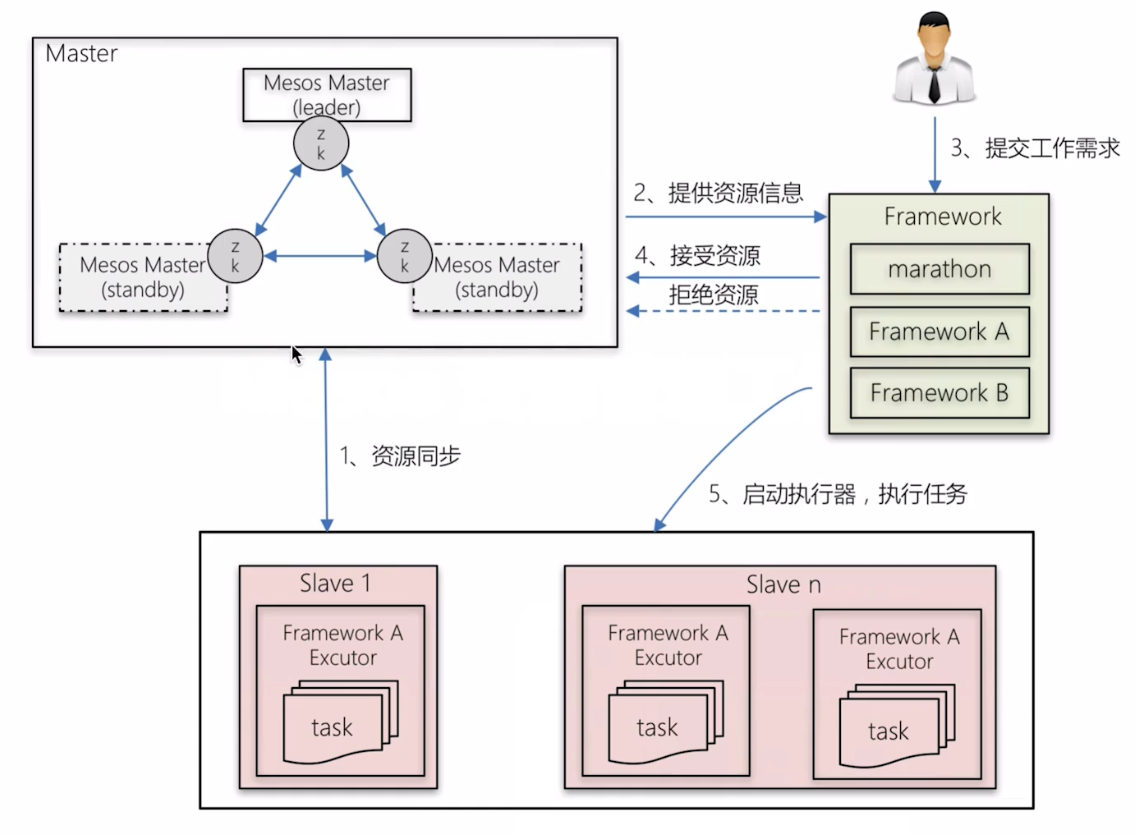 Master
Mesos Master
(leader)
z
k
z
k
z
k
Mesos Master
(standby)
Mesos Master
(standby)
3、提交工作需求
2、提供资源信息
4、接受资源
拒绝资源
Framework
marathon
Framework A
Framework B
1、资源同步
5、启动执行器，执行任务
Slave 1
Framework A
Excutor
task
Slave n
Framework A
Excutor
task
Framework A
Excutor
task